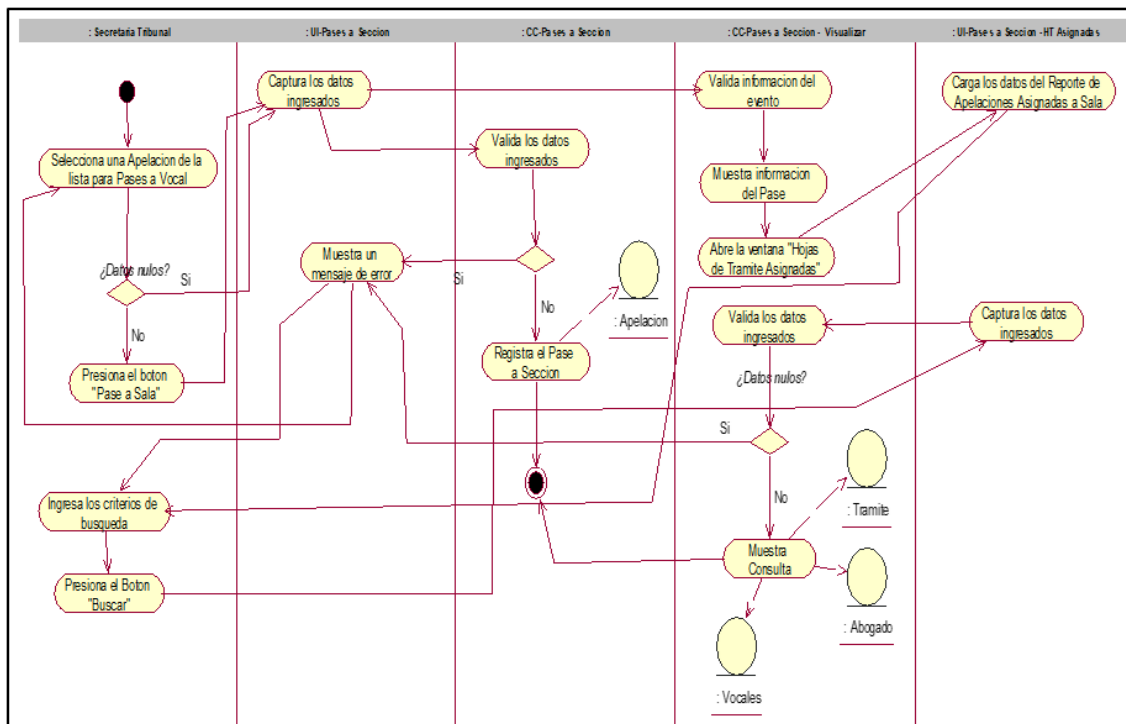 : Secretaria Tribunal
: UI-Pases a Seccion
: CC-Pases a Seccion
: CC-Pases a Seccion - Visualizar
: UI-Pases a Seccion -HT Asignadas
Captura los datos
ingresados
Valida informacion del
evento
Carga los datos del Reporte de
Apelaciones Asignadas a Sala
Selecciona una Apelacion de la
lista para Pases a Vocal
Valida los datos
ingresados
Muestra informacion
del Pase
¿Datos nulos?
Si
No
Muestra un
mensaje de error
Si
No
: Apelacion
Abre la ventana "Hojas
de Tramite Asignadas"
Valida los datos
ingresados
Captura los datos
ingresados
Presiona el boton
"Pase a Sala"
Registra el Pase
a Seccion
¿Datos nulos?
Si
No
: Tramite
Ingresa los criterios de
busqueda
Muestra
Consulta
Presiona el Boton
"Buscar"
: Abogado
: Vocales